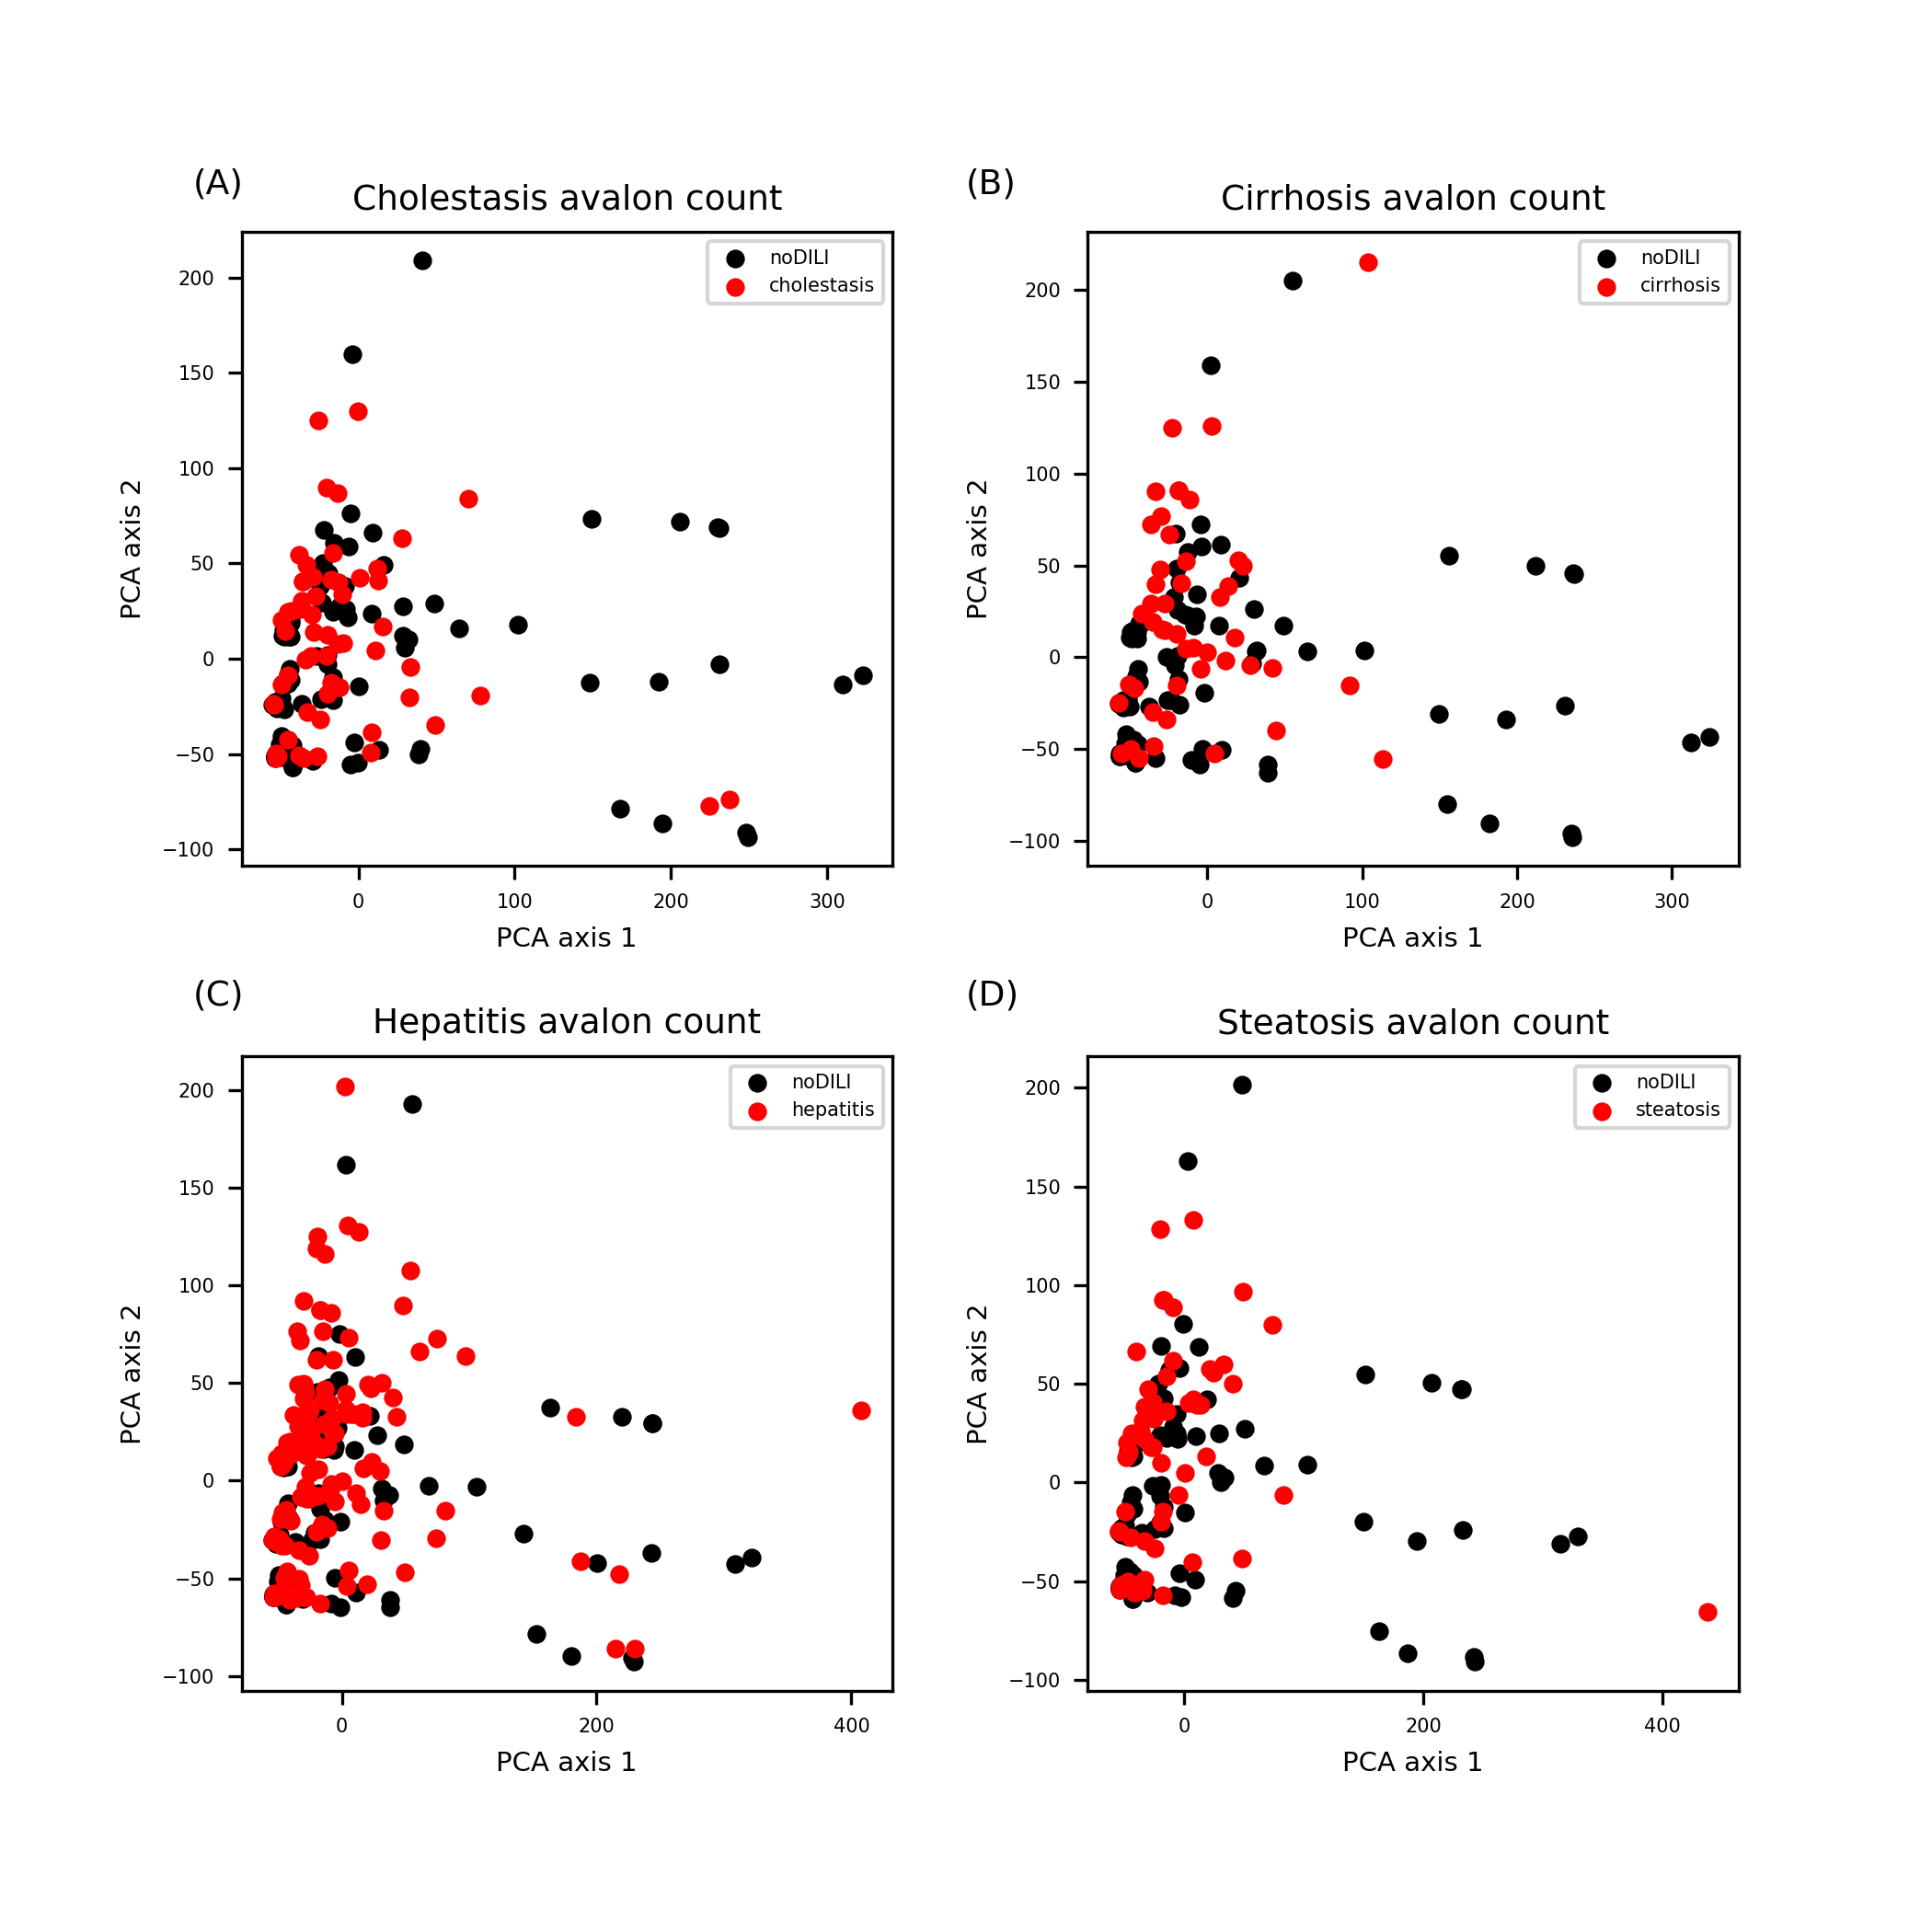 (A)
Cholestasis avalon count
noDILI
cholestasis
200
150
100
50
0
−50
−100
PCA axis 2
0 100 200 300
PCA axis 1
(B)
Cirrhosis avalon count
noDILI
cirrhosis
200
150
100
50
0
−50
−100
PCA axis 2
0 100 200 300
PCA axis 1
(C)
Hepatitis avalon count
noDILI
hepatitis
200
150
100
50
0
−50
−100
PCA axis 2
0 200 400
PCA axis 1
(D)
Steatosis avalon count
noDILI
steatosis
200
150
100
50
0
−50
−100
PCA axis 2
0 200 400
PCA axis 1